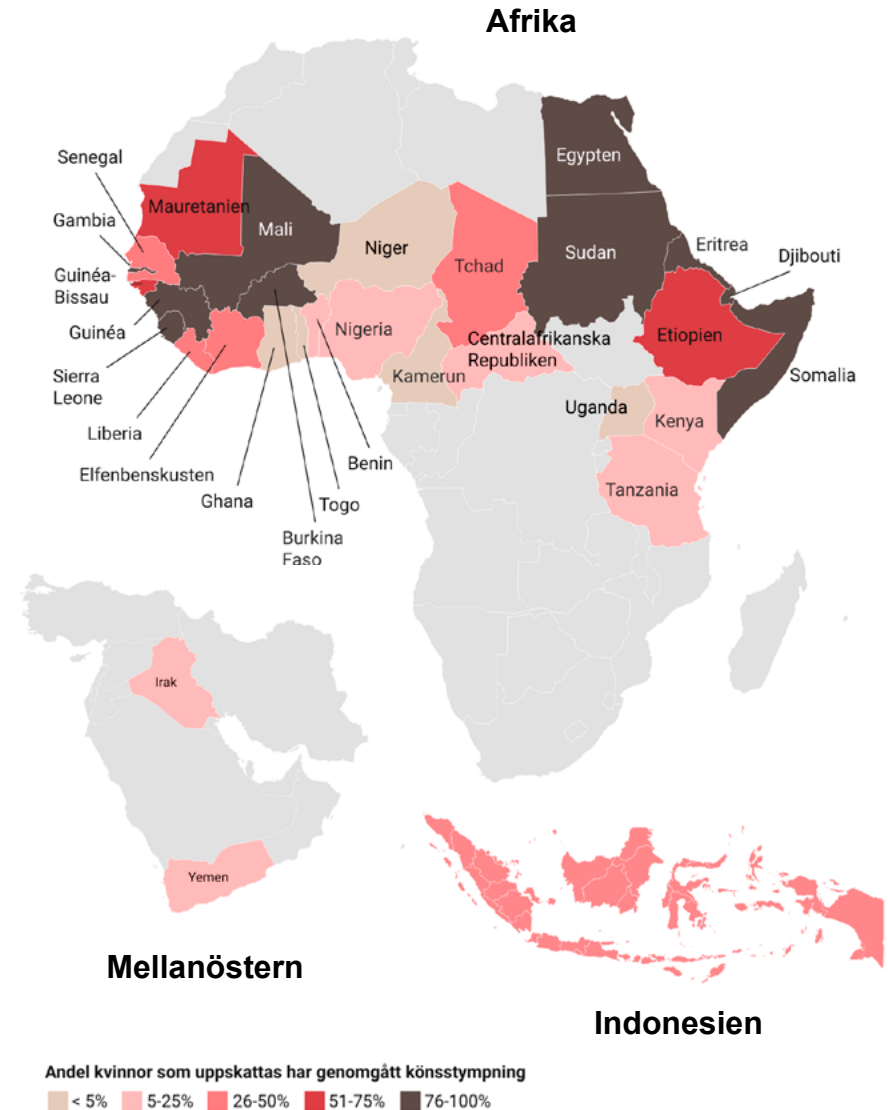 Afrika
Senegal
Gambia
Guinéa-
Bissau
Guinéa
Sierra
Leone
Liberia
Elfenbenskusten
Ghana
Burkina
Faso
Togo
Benin
Mauretanien
Mali
Niger
Nigeria
Tchad
Kamerun
Centralafrikanska
Republiken
Egypten
Sudan
Eritrea
Djibouti
Etiopien
Somalia
Uganda
Kenya
Tanzania
Irak
Yemen
Mellanöstern
Indonesien
Andel kvinnor som uppskattas har genomgått könsstympning
< 5% 5-25% 26-50% 51-75% 76-100%